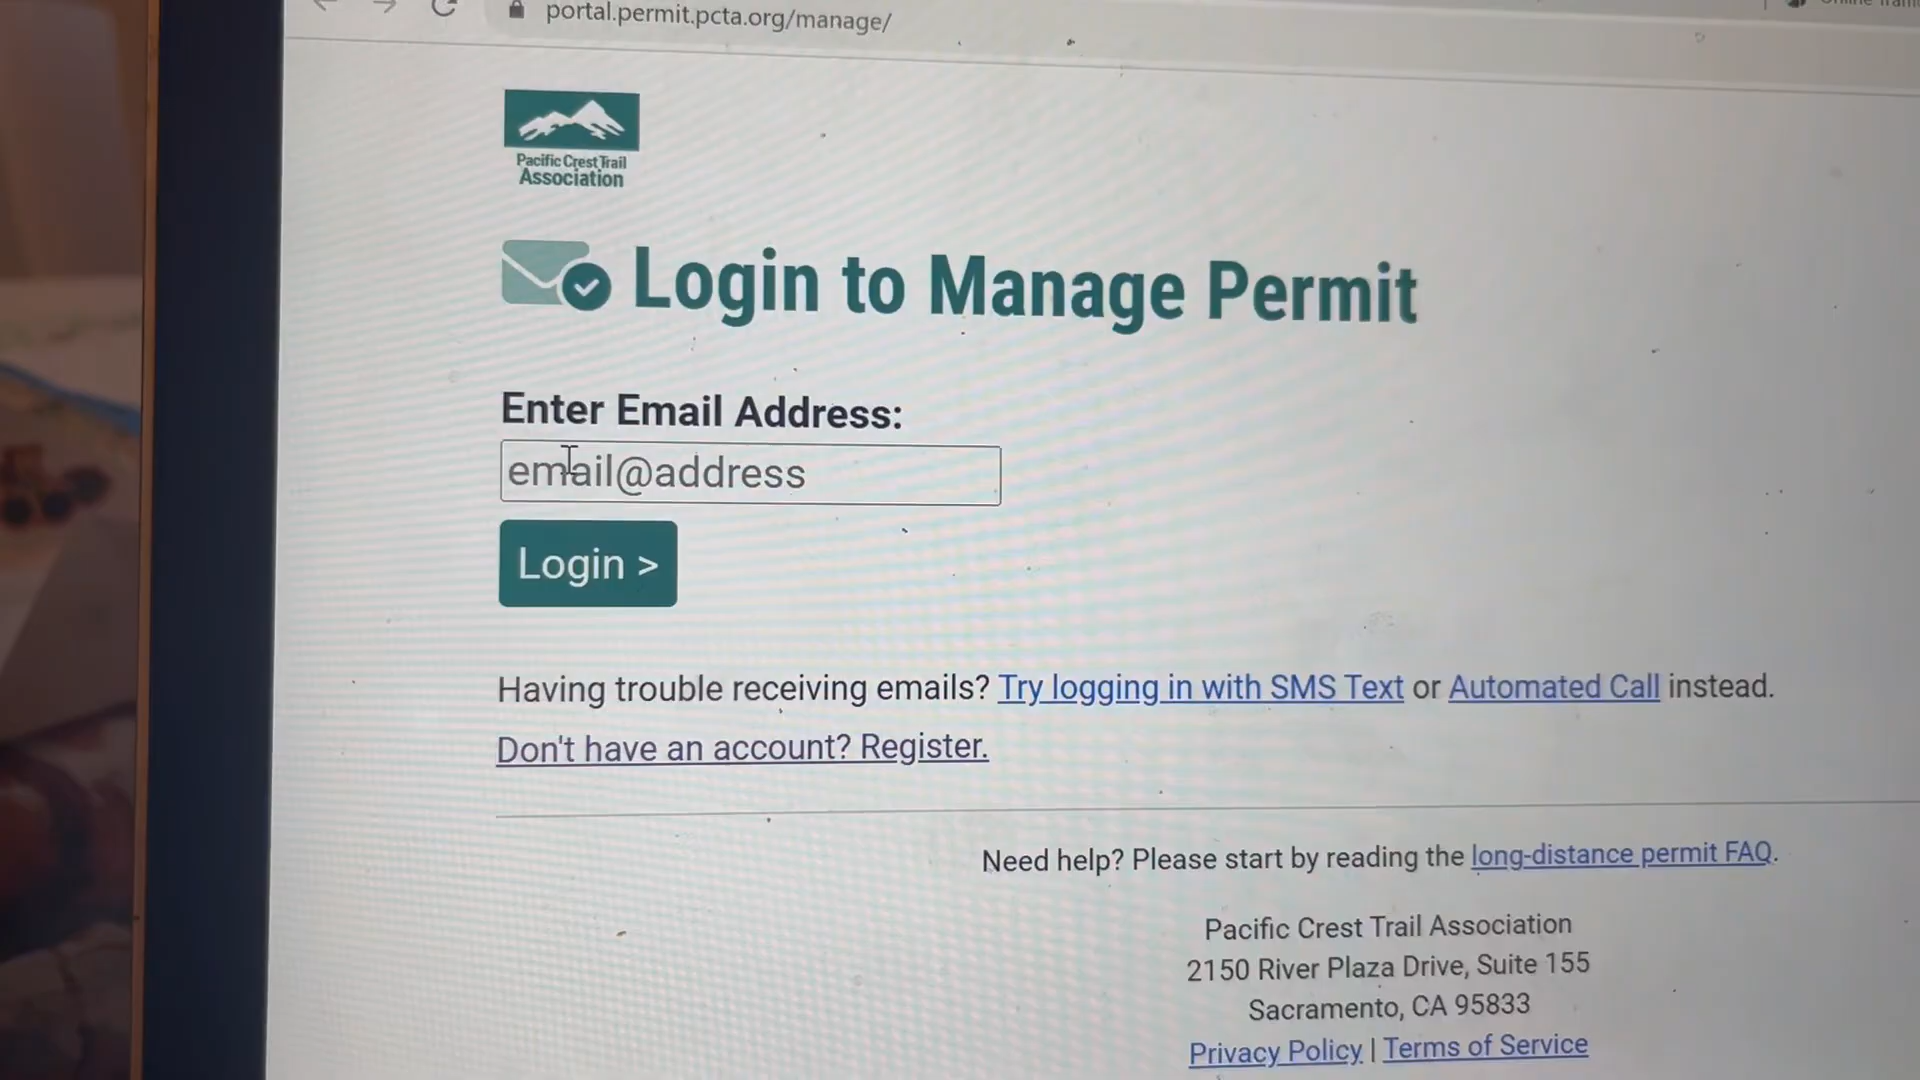 portal.permit.pcta.org/manage/
Pacific Crest Trail
Association
Login to Manage Permit
Enter Email Address:
email@address
Login >
Having trouble receiving emails? Try logging in with SMS Text or Automated Call instead.
Don't have an account? Register.
Need help? Please start by reading the long-distance permit FAQ.
Pacific Crest Trail Association
2150 River Plaza Drive, Suite 155
Sacramento, CA 95833
Privacy Policy | Terms of Service